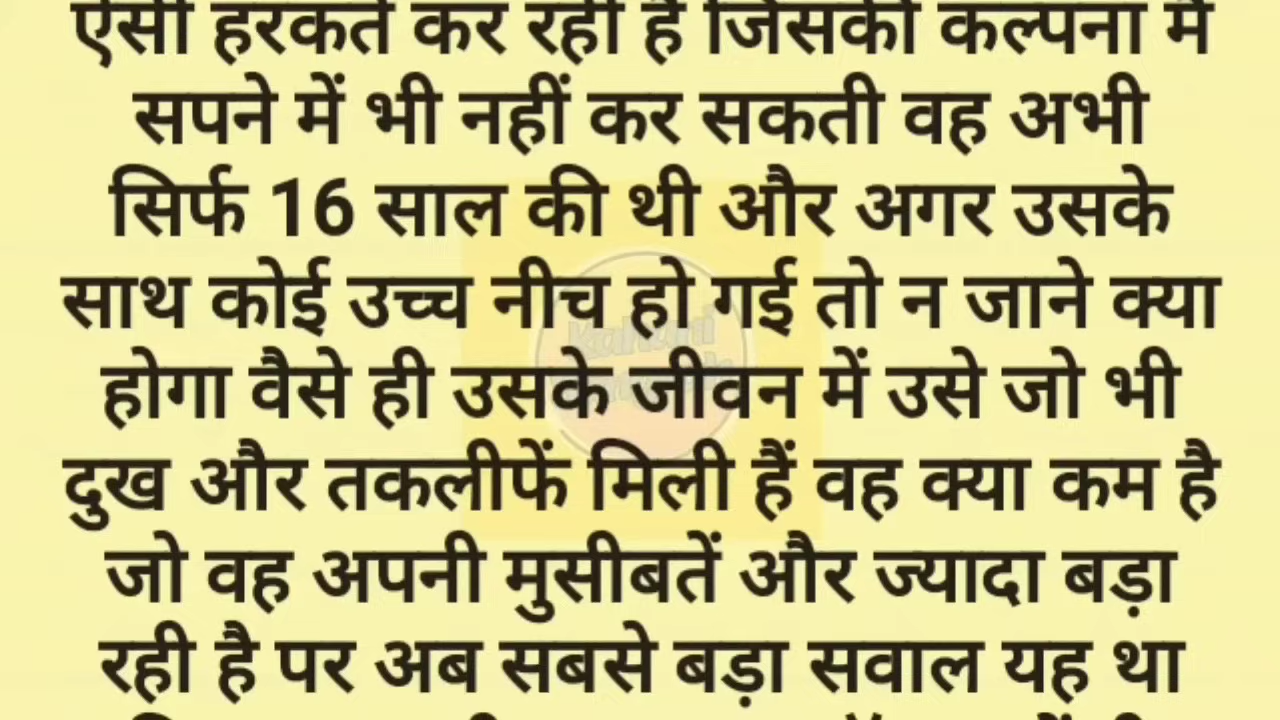 ऐसी हरकतें कर रही है जिसकी कल्पना मैं
सपने में भी नहीं कर सकती वह अभी
सिर्फ 16 साल की थी और अगर उसके
साथ कोई उच्च नीच हो गई तो न जाने क्या
होगा वैसे ही उसके जीवन में उसे जो भी
दुख और तकलीफें मिली हैं वह क्या कम है
जो वह अपनी मुसीबतें और ज्यादा बड़ा
रही है पर अब सबसे बड़ा सवाल यह था